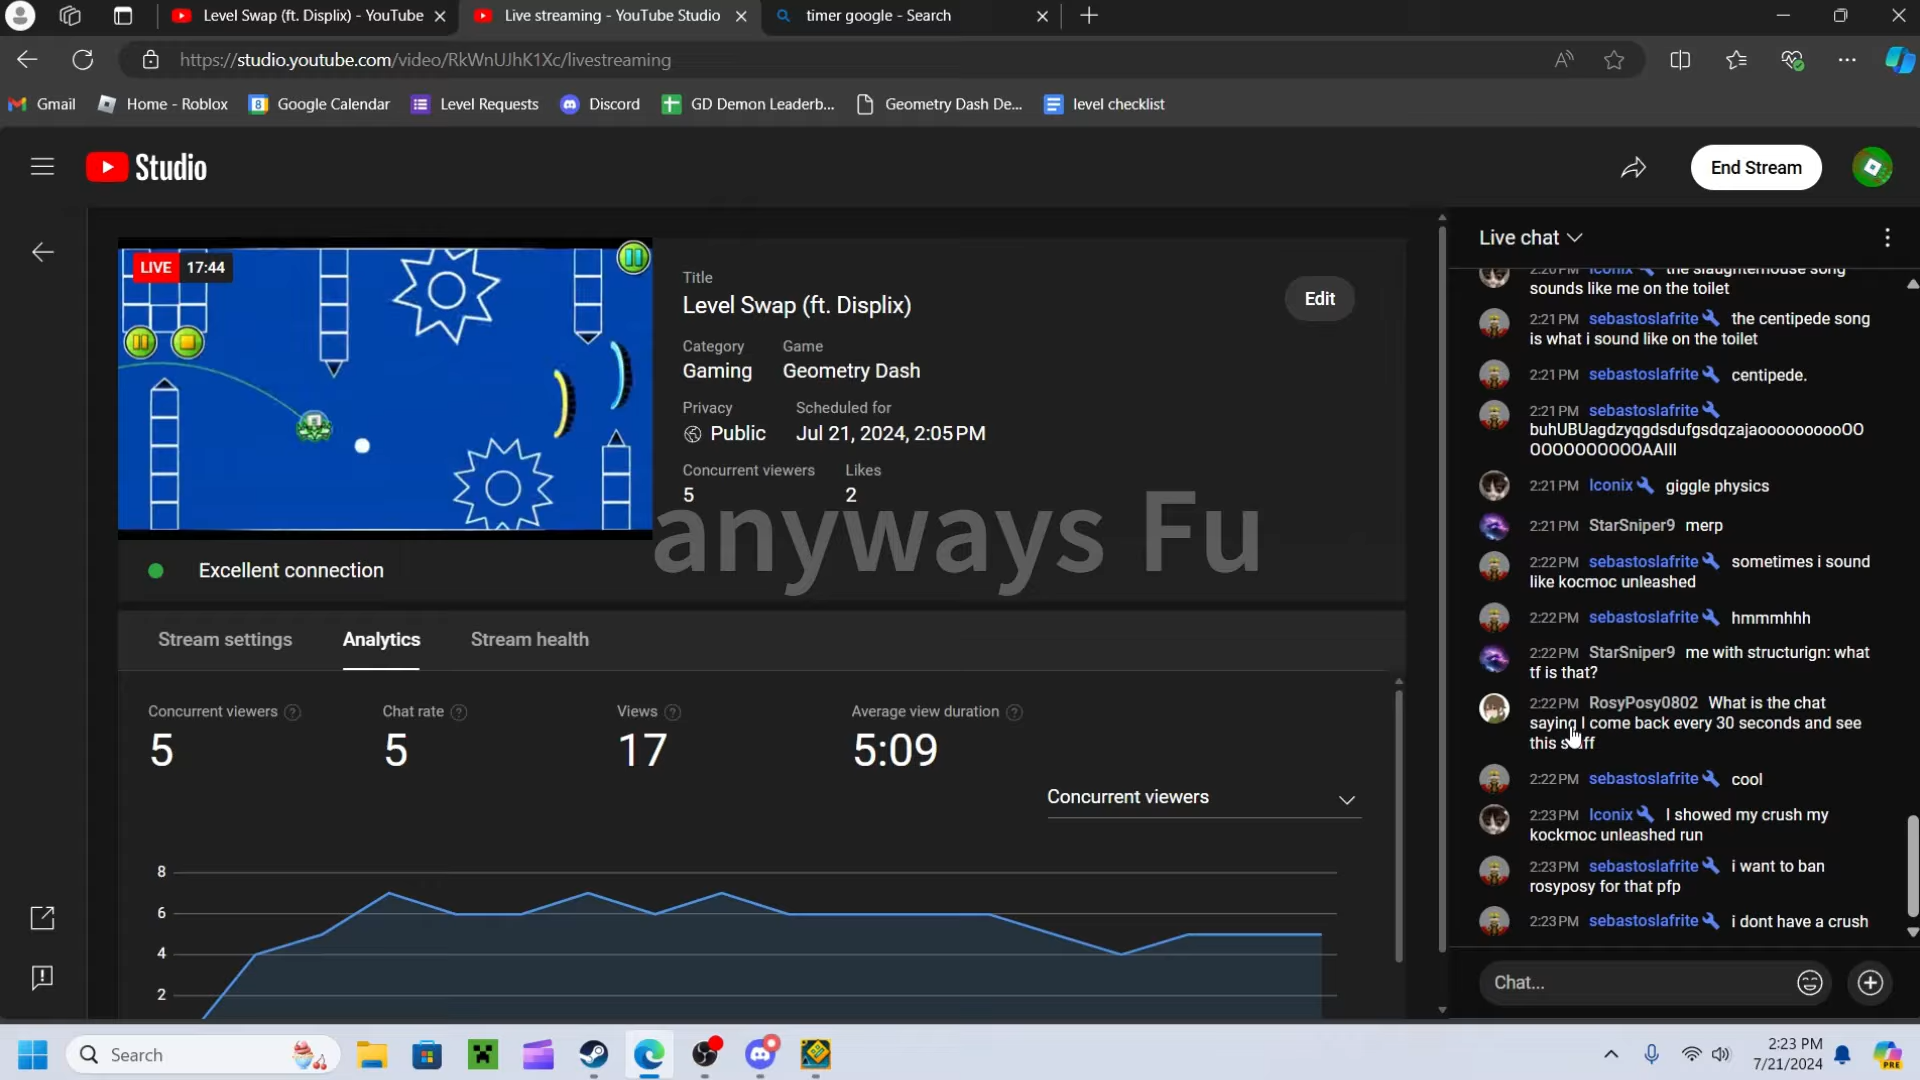 Level Swap (ft. Displix) - YouTube
Live streaming - YouTube Studio
timer google - Search
https://studio.youtube.com/video/RkWnUJhK1Xc/livestreaming
Gmail
Home - Roblox
Google Calendar
Level Requests
Discord
GD Demon Leaderb...
Geometry Dash De...
level checklist
Studio
End Stream
LIVE 17:44
Title
Level Swap (ft. Displix)
Edit
Category Game
Gaming Geometry Dash
Privacy Scheduled for
Public Jul 21, 2024, 2:05 PM
Concurrent viewers Likes
5 2
anyways Fu
Excellent connection
Stream settings Analytics Stream health
Concurrent viewers Chat rate Views Average view duration
5 5 17 5:09
Concurrent viewers
8
6
4
2
Live chat
2:20 PM Iconix the slaughterhouse song
sounds like me on the toilet
2:21 PM sebastoslafrite the centipede song
is what i sound like on the toilet
2:21 PM sebastoslafrite centipede.
2:21 PM sebastoslafrite
buhUBUagdzyqgdsdufgsdqzajaoooooooooOO
OOOOOOOOOOAAIII
2:21 PM Iconix giggle physics
2:21 PM StarSniper9 merp
2:22 PM sebastoslafrite sometimes i sound
like kocmoc unleashed
2:22 PM sebastoslafrite hmmmhhh
2:22 PM StarSniper9 me with structurign: what
tf is that?
2:22 PM RosyPosy0802 What is the chat
saying I come back every 30 seconds and see
this stuff
2:22 PM sebastoslafrite cool
2:23 PM Iconix I showed my crush my
kockmoc unleashed run
2:23 PM sebastoslafrite i want to ban
rosyposy for that pfp
2:23 PM sebastoslafrite i dont have a crush
Chat...
Search
2:23 PM
7/21/2024